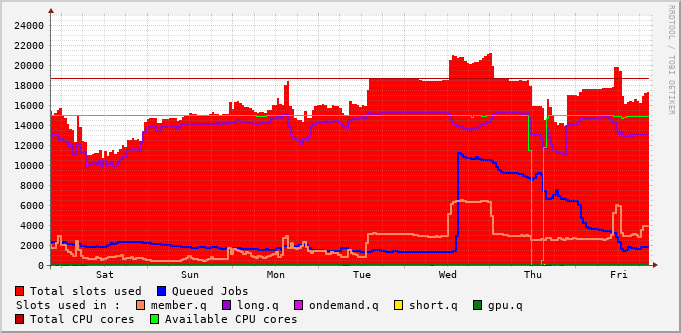 24000
22000
20000
18000
16000
14000
12000
10000
8000
6000
4000
2000
0
Sat Sun Mon Tue Wed Thu Fri
RRDTOOL / TOBI OETIKER
Total slots used Queued Jobs
Slots used in : member.q long.q ondemand.q short.q gpu.q
Total CPU cores Available CPU cores